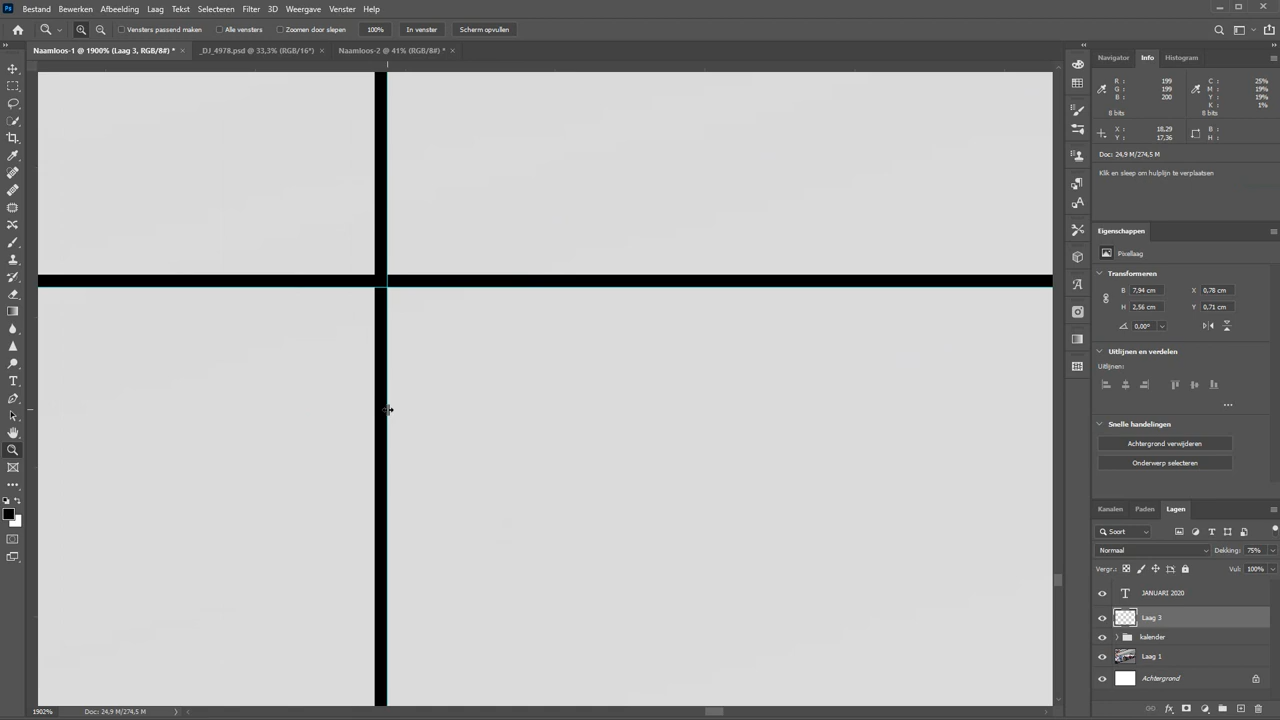 Bestand Bewerken Afbeelding Laag Tekst Selecteren Filter 3D Weergave Venster Help
Vensters passend maken Alle vensters Zoomen door slepen 100% In venster Scherm opvullen
Naamloos-1 @ 1900% (Laag 3, RGB/8#) * × _DJ_4978.psd @ 33,3% (RGB/16*) × Naamloos-2 @ 41% (RGB/8#) * ×
Navigator Info Histogram
R : 199 C : 25%
G : 199 M : 19%
B : 200 Y : 19%
K : 1%
8 bits 8 bits
X : 18,29 B :
Y : 17,36 H :
Doc: 24,9 M/274,5 M
Klik en sleep om hulplijn te verplaatsen
Eigenschappen
Pixellaag
Transformeren
B 7,94 cm X 0,78 cm
H 2,56 cm Y 0,71 cm
0,00°
Uitlijnen en verdelen
Uitlijnen:
Snelle handelingen
Achtergrond verwijderen
Onderwerp selecteren
Kanalen Paden Lagen
Soort
Normaal Dekking: 75%
Vergr.: Vul: 100%
T JANUARI 2020
Laag 3
kalender
Laag 1
Achtergrond
1902% Doc: 24,9 M/274,5 M